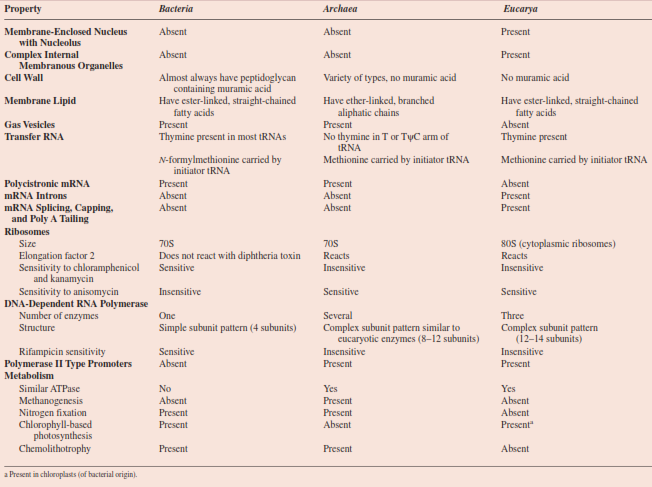 Property Bacteria Archaea Eucarya
Membrane-Enclosed Nucleus Absent Absent Present
with Nucleolus
Complex Internal Absent Absent Present
Membranous Organelles
Cell Wall Almost always have peptidoglycan Variety of types, no muramic acid No muramic acid
containing muramic acid
Membrane Lipid Have ester-linked, straight-chained Have ether-linked, branched Have ester-linked, straight-chained
fatty acids aliphatic chains fatty acids
Gas Vesicles Present Present Absent
Transfer RNA Thymine present in most tRNAs No thymine in T or TψC arm of Thymine present
tRNA
N-formylmethionine carried by Methionine carried by initiator tRNA Methionine carried by initiator tRNA
initiator tRNA
Polycistronic mRNA Present Present Absent
mRNA Introns Absent Absent Present
mRNA Splicing, Capping, Absent Absent Present
and Poly A Tailing
Ribosomes
Size 70S 70S 80S (cytoplasmic ribosomes)
Elongation factor 2 Does not react with diphtheria toxin Reacts Reacts
Sensitivity to chloramphenicol Sensitive Insensitive Insensitive
and kanamycin
Sensitivity to anisomycin Insensitive Sensitive Sensitive
DNA-Dependent RNA Polymerase
Number of enzymes One Several Three
Structure Simple subunit pattern (4 subunits) Complex subunit pattern similar to Complex subunit pattern
eucaryotic enzymes (8–12 subunits) (12–14 subunits)
Rifampicin sensitivity Sensitive Insensitive Insensitive
Polymerase II Type Promoters Absent Present Present
Metabolism
Similar ATPase No Yes Yes
Methanogenesis Absent Present Absent
Nitrogen fixation Present Present Absent
Chlorophyll-based Present Absent Presentᵃ
photosynthesis
Chemolithotrophy Present Present Absent
a Present in chloroplasts (of bacterial origin).